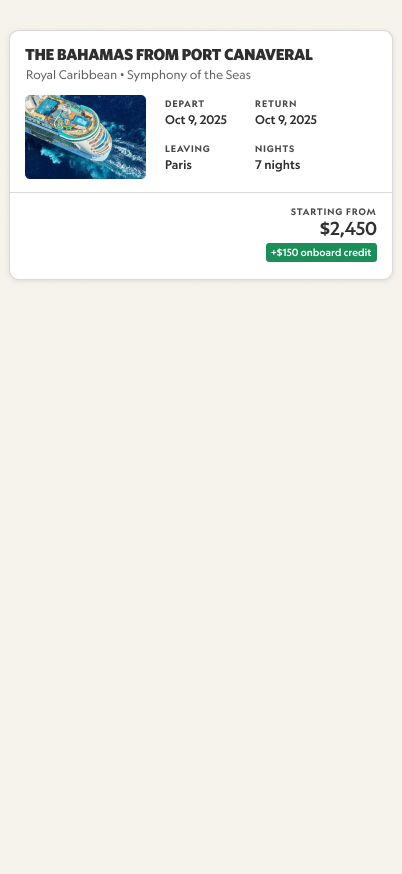 THE BAHAMAS FROM PORT CANAVERAL
Royal Caribbean • Symphony of the Seas
DEPART RETURN
Oct 9, 2025 Oct 9, 2025
LEAVING NIGHTS
Paris 7 nights
STARTING FROM
$2,450
+$150 onboard credit